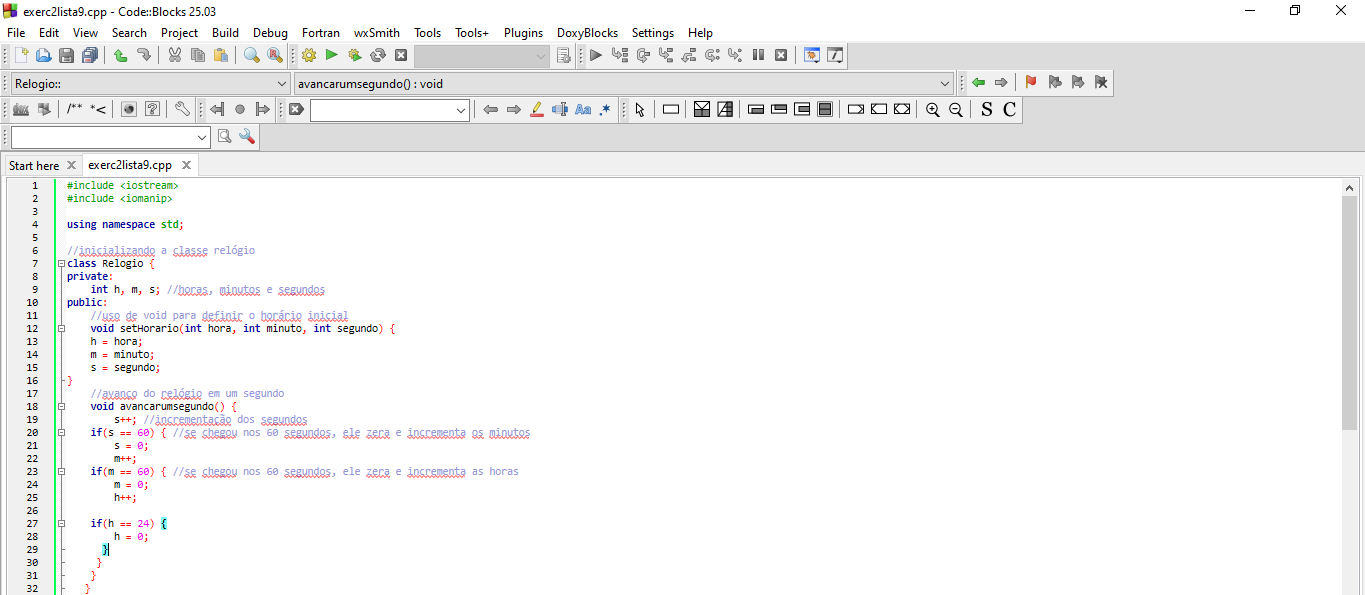 exerc2lista9.cpp - Code::Blocks 25.03
File Edit View Search Project Build Debug Fortran wxSmith Tools Tools+ Plugins DoxyBlocks Settings Help
Relogio:: avancarumsegundo() : void
/** *< ?
Aa .* S C
Start here exerc2lista9.cpp
1 #include <iostream>
2 #include <iomanip>
3
4 using namespace std;
5
6 //inicializando a classe relógio
7 class Relogio {
8 private:
9 int h, m, s; //horas, minutos e segundos
10 public:
11 //uso de void para definir o horário inicial
12 void setHorario(int hora, int minuto, int segundo) {
13 h = hora;
14 m = minuto;
15 s = segundo;
16 }
17 //avanço do relógio em um segundo
18 void avancarumsegundo() {
19 s++; //incrementação dos segundos
20 if(s == 60) { //se chegou nos 60 segundos, ele zera e incrementa os minutos
21 s = 0;
22 m++;
23 if(m == 60) { //se chegou nos 60 segundos, ele zera e incrementa as horas
24 m = 0;
25 h++;
26
27 if(h == 24) {
28 h = 0;
29 }
30 }
31 }
32 }